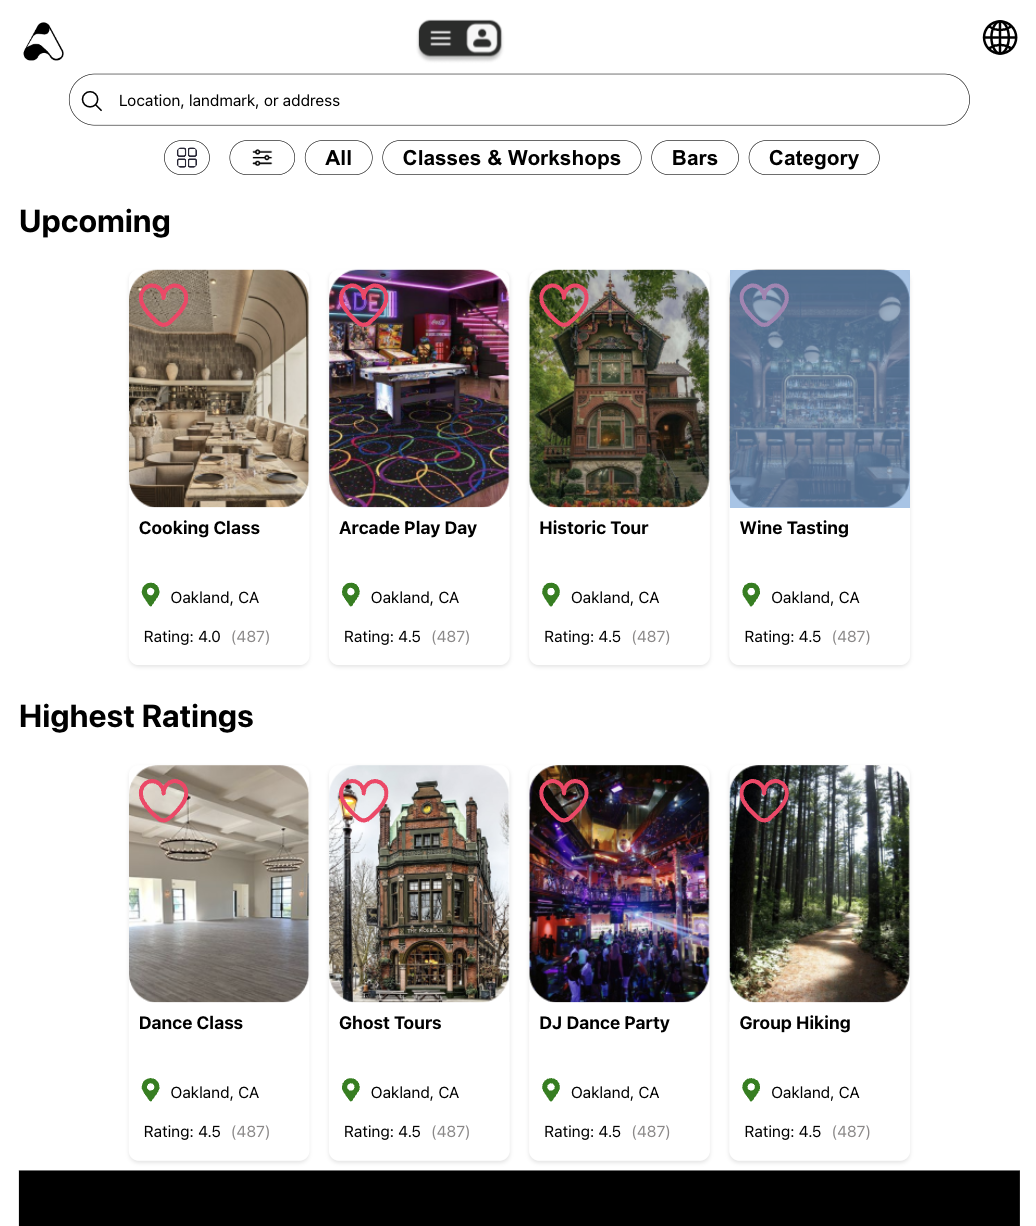 Location, landmark, or address
All
Classes & Workshops
Bars
Category
Upcoming
CADE
Cooking Class
Arcade Play Day
Historic Tour
Wine Tasting
Oakland, CA
Oakland, CA
Oakland, CA
Oakland, CA
Rating: 4.0 (487)
Rating: 4.5 (487)
Rating: 4.5 (487)
Rating: 4.5 (487)
Highest Ratings
Dance Class
Ghost Tours
DJ Dance Party
Group Hiking
Oakland, CA
Oakland, CA
Oakland, CA
Oakland, CA
Rating: 4.5 (487)
Rating: 4.5 (487)
Rating: 4.5 (487)
Rating: 4.5 (487)